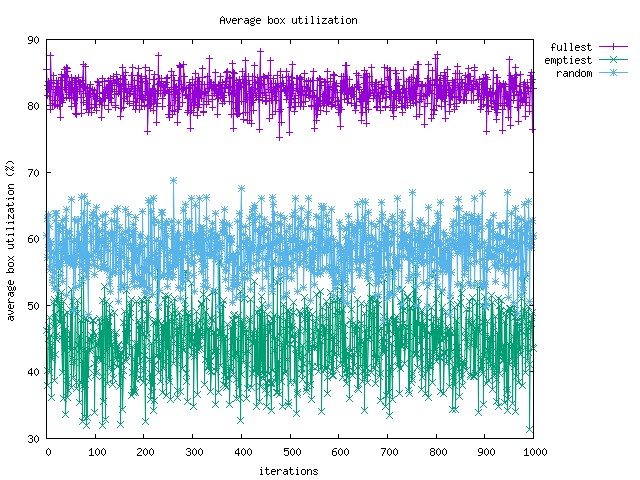 Average box utilization
fullest
emptiest
random
average box utilization (%)
90
80
70
60
50
40
30
0 100 200 300 400 500 600 700 800 900 1000
iterations